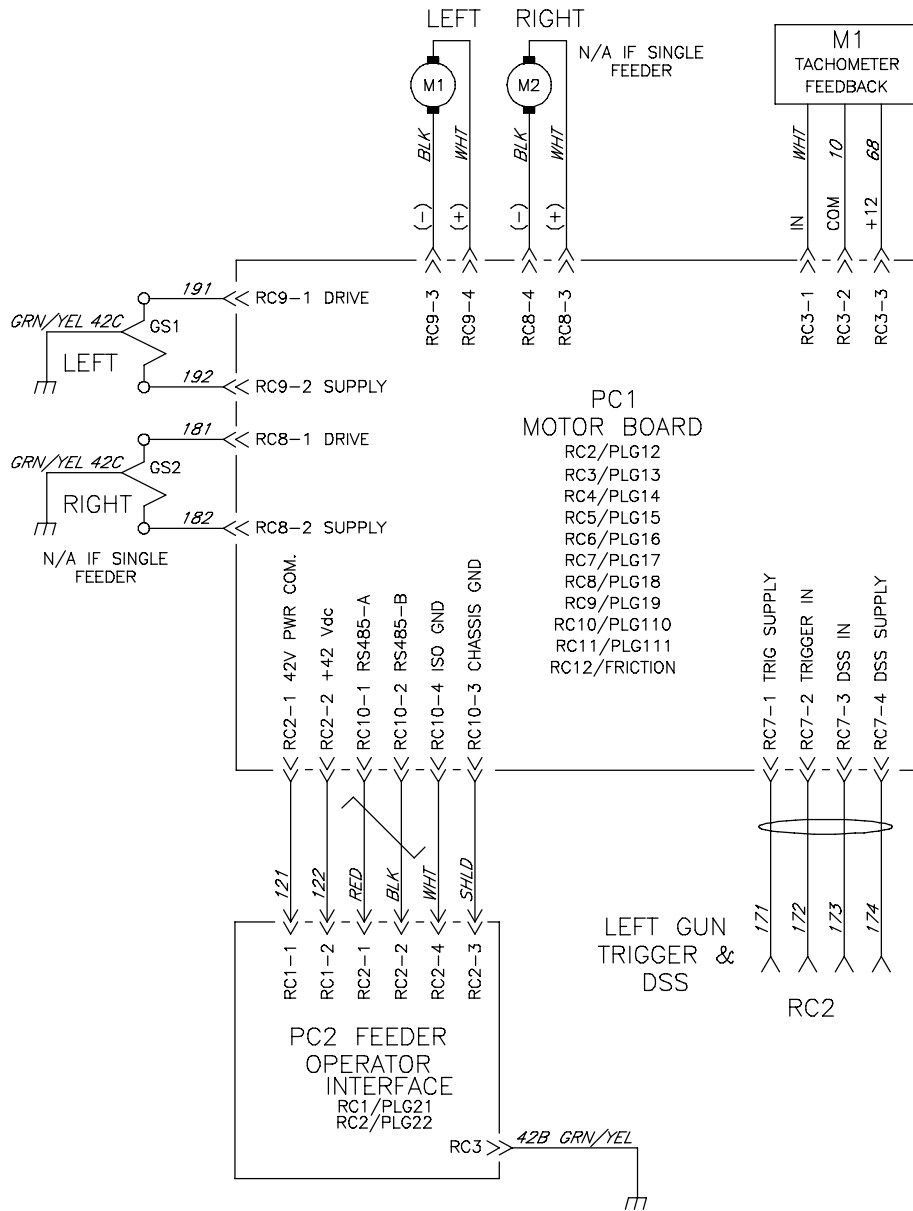 LEFT
RIGHT
N/A IF SINGLE
FEEDER
M1
TACHOMETER
FEEDBACK
M1
M2
BLK
WHT
BLK
WHT
WHT
10
68
(-)
(+)
(-)
(+)
IN
COM
+12
RC9-3
RC9-4
RC8-4
RC8-3
RC3-1
RC3-2
RC3-3
191
RC9-1 DRIVE
GRN/YEL 42C
GS1
LEFT
192
RC9-2 SUPPLY
181
RC8-1 DRIVE
GRN/YEL 42C
GS2
RIGHT
182
RC8-2 SUPPLY
N/A IF SINGLE
FEEDER
PC1
MOTOR BOARD
RC2/PLG12
RC3/PLG13
RC4/PLG14
RC5/PLG15
RC6/PLG16
RC7/PLG17
RC8/PLG18
RC9/PLG19
RC10/PLG110
RC11/PLG111
RC12/FRICTION
RC2-1 42V PWR COM.
RC2-2 +42 Vdc
RC10-1 RS485-A
RC10-2 RS485-B
RC10-4 ISO GND
RC10-3 CHASSIS GND
RC7-1 TRIG SUPPLY
RC7-2 TRIGGER IN
RC7-3 DSS IN
RC7-4 DSS SUPPLY
121
122
RED
BLK
WHT
SHLD
171
172
173
174
LEFT GUN
TRIGGER &
DSS
RC2
RC1-1
RC1-2
RC2-1
RC2-2
RC2-4
RC2-3
PC2 FEEDER
OPERATOR
INTERFACE
RC1/PLG21
RC2/PLG22
RC3
42B GRN/YEL